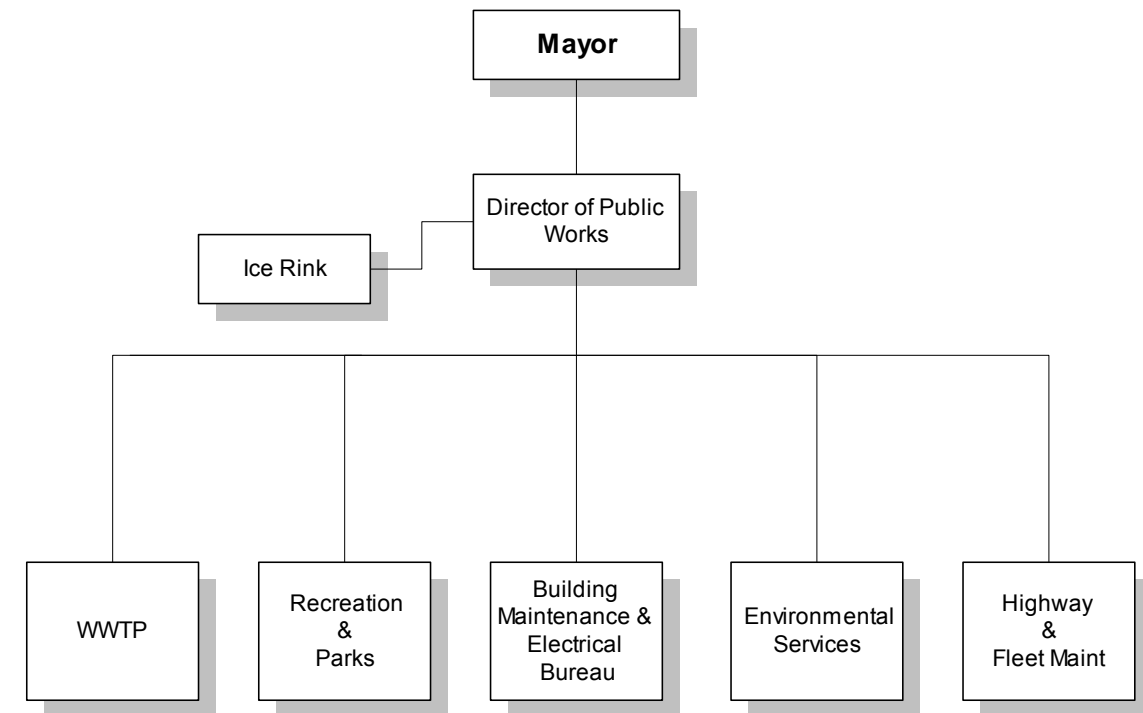 Mayor
Director of Public
Works
Ice Rink
WWTP
Recreation
&
Parks
Building
Maintenance &
Electrical
Bureau
Environmental
Services
Highway
&
Fleet Maint